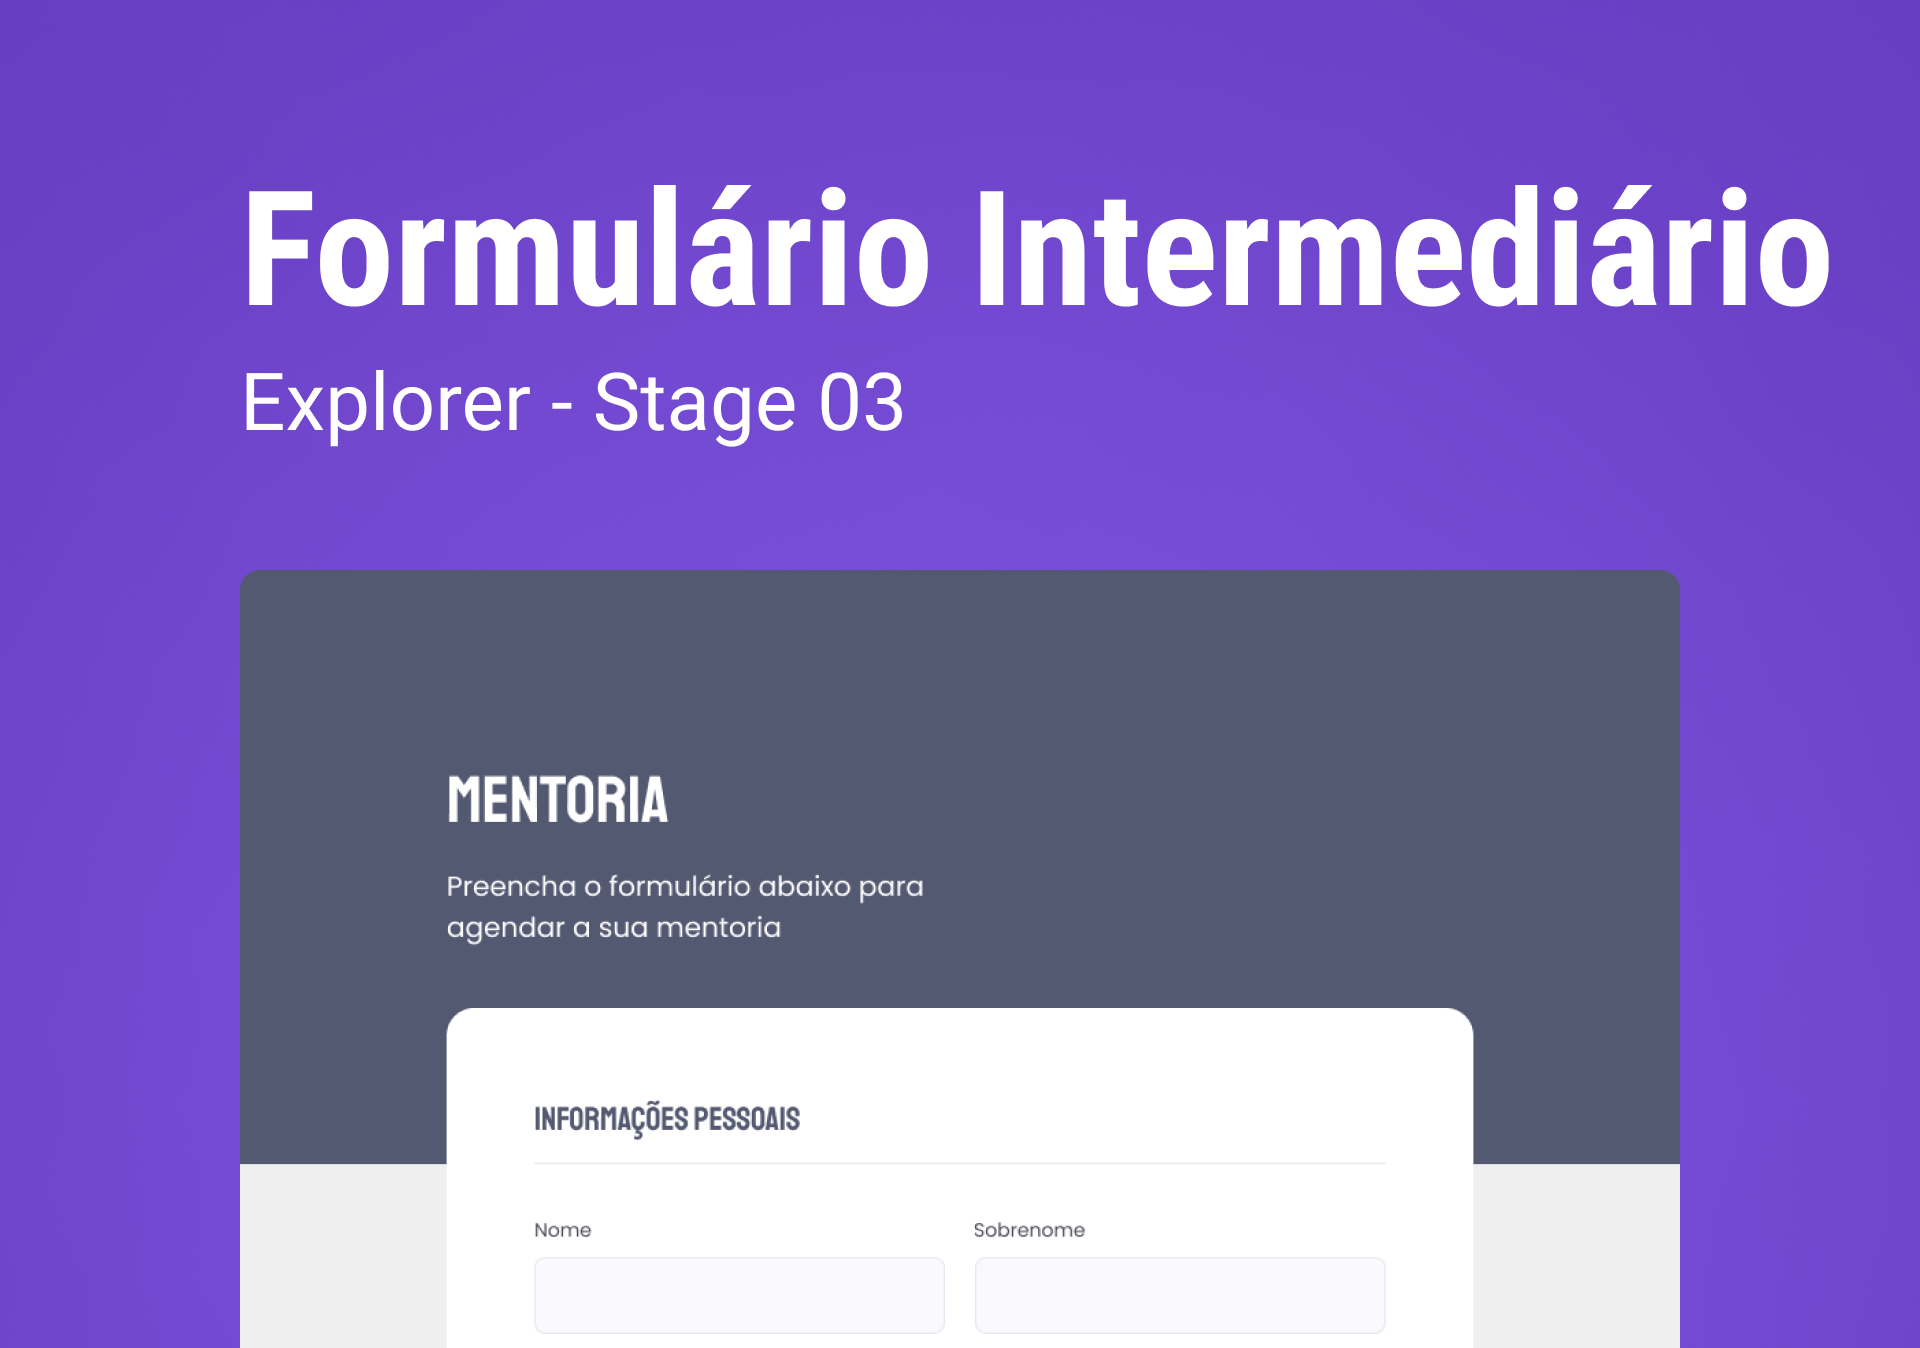 Formulário Intermediário
Explorer - Stage 03
MENTORIA
Preencha o formulário abaixo para
agendar a sua mentoria
INFORMAÇÕES PESSOAIS
Nome
Sobrenome